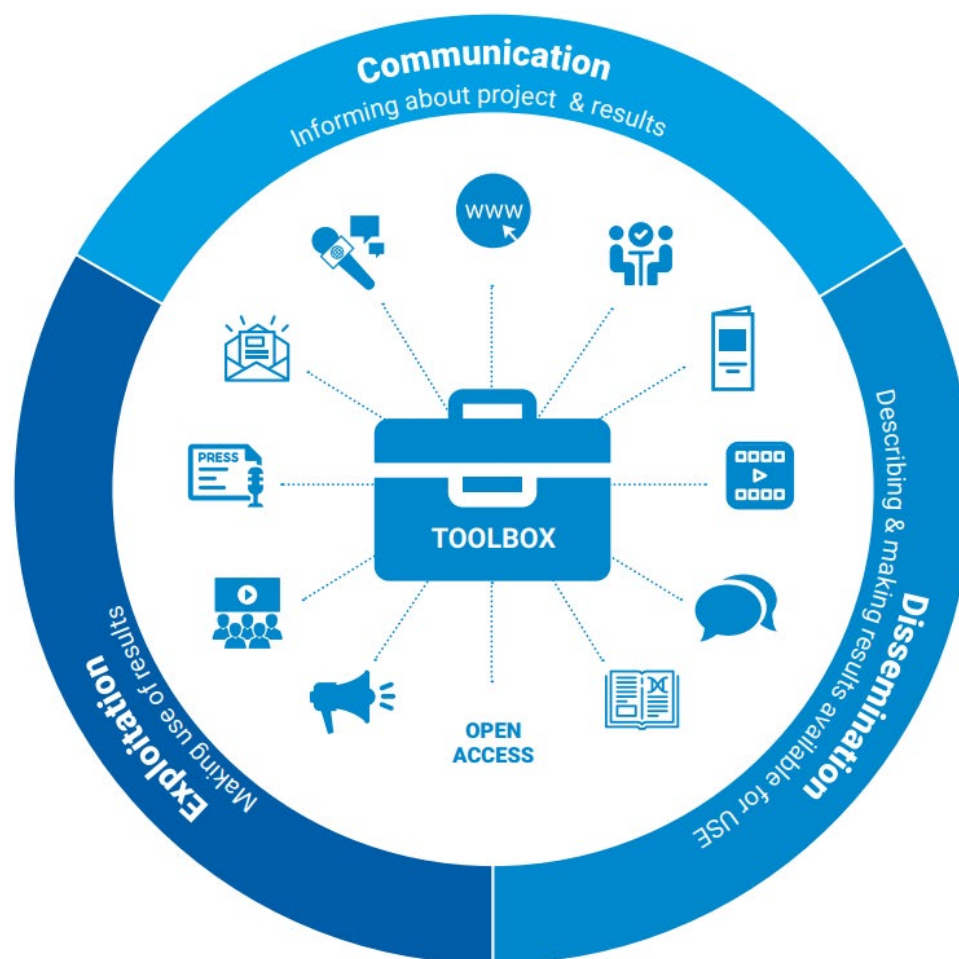 Communication
Informing about project & results
www
PRESS
TOOLBOX
OPEN
ACCESS
Dissemination
Describing & making results available for USE
Exploitation
Making use of results